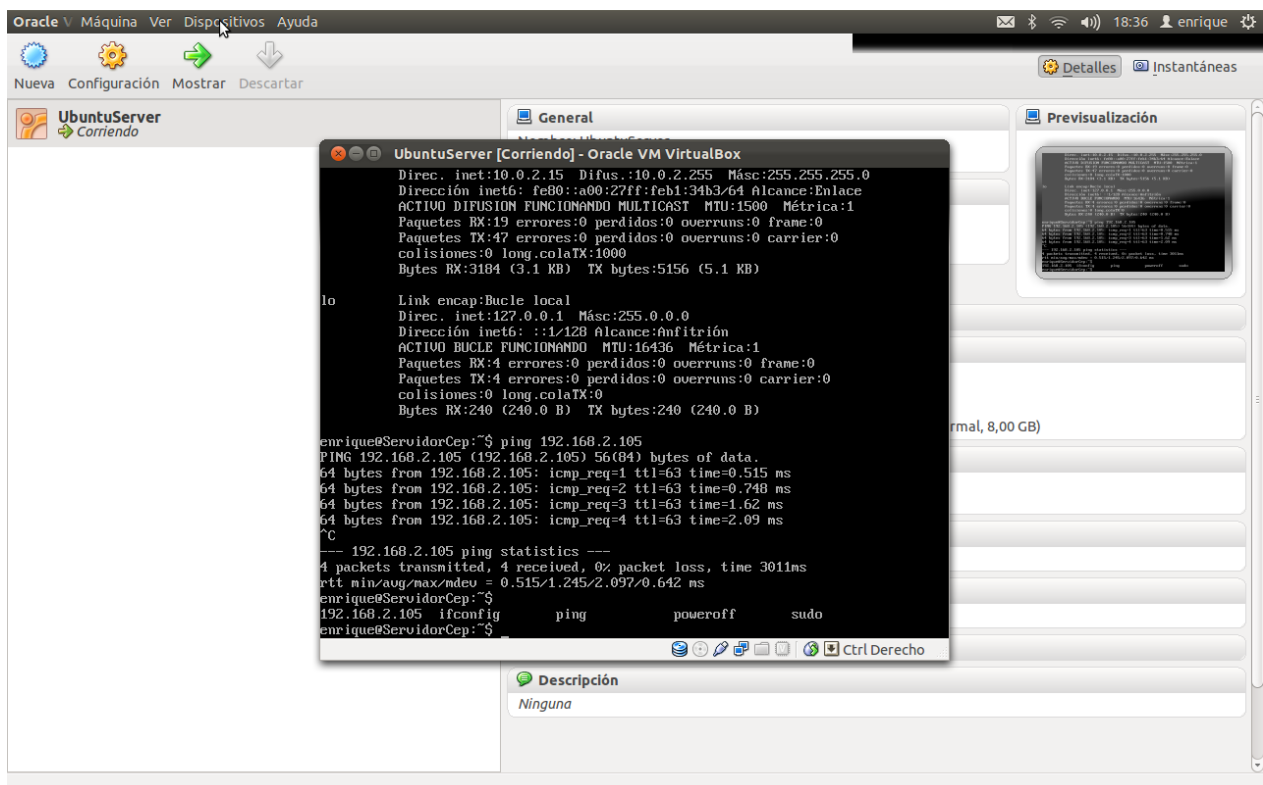 Oracle V Máquina Ver Dispositivos Ayuda 18:36 enrique
Nueva Configuración Mostrar Descartar
Detalles Instantáneas
UbuntuServer
Corriendo
General
Previsualización
UbuntuServer [Corriendo] - Oracle VM VirtualBox
Direc. inet:10.0.2.15 Difus.:10.0.2.255 Másc:255.255.255.0
Dirección inet6: fe80::a00:27ff:feb1:34b3/64 Alcance:Enlace
ACTIVO DIFUSION FUNCIONANDO MULTICAST MTU:1500 Métrica:1
Paquetes RX:19 errores:0 perdidos:0 overruns:0 frame:0
Paquetes TX:47 errores:0 perdidos:0 overruns:0 carrier:0
colisiones:0 long.colaTX:1000
Bytes RX:3184 (3.1 KB) TX bytes:5156 (5.1 KB)
lo Link encap:Bucle local
Direc. inet:127.0.0.1 Másc:255.0.0.0
Dirección inet6: ::1/128 Alcance:Anfitrión
ACTIVO BUCLE FUNCIONANDO MTU:16436 Métrica:1
Paquetes RX:4 errores:0 perdidos:0 overruns:0 frame:0
Paquetes TX:4 errores:0 perdidos:0 overruns:0 carrier:0
colisiones:0 long.colaTX:0
Bytes RX:240 (240.0 B) TX bytes:240 (240.0 B)
enrique@ServidorCep:~$ ping 192.168.2.105
PING 192.168.2.105 (192.168.2.105) 56(84) bytes of data.
64 bytes from 192.168.2.105: icmp_req=1 ttl=63 time=0.515 ms
64 bytes from 192.168.2.105: icmp_req=2 ttl=63 time=0.748 ms
64 bytes from 192.168.2.105: icmp_req=3 ttl=63 time=1.62 ms
64 bytes from 192.168.2.105: icmp_req=4 ttl=63 time=2.09 ms
^C
--- 192.168.2.105 ping statistics ---
4 packets transmitted, 4 received, 0% packet loss, time 3011ms
rtt min/avg/max/mdev = 0.515/1.245/2.097/0.642 ms
enrique@ServidorCep:~$
192.168.2.105 ifconfig ping poweroff sudo
enrique@ServidorCep:~$ _
rmal, 8,00 GB)
Ctrl Derecho
Descripción
Ninguna